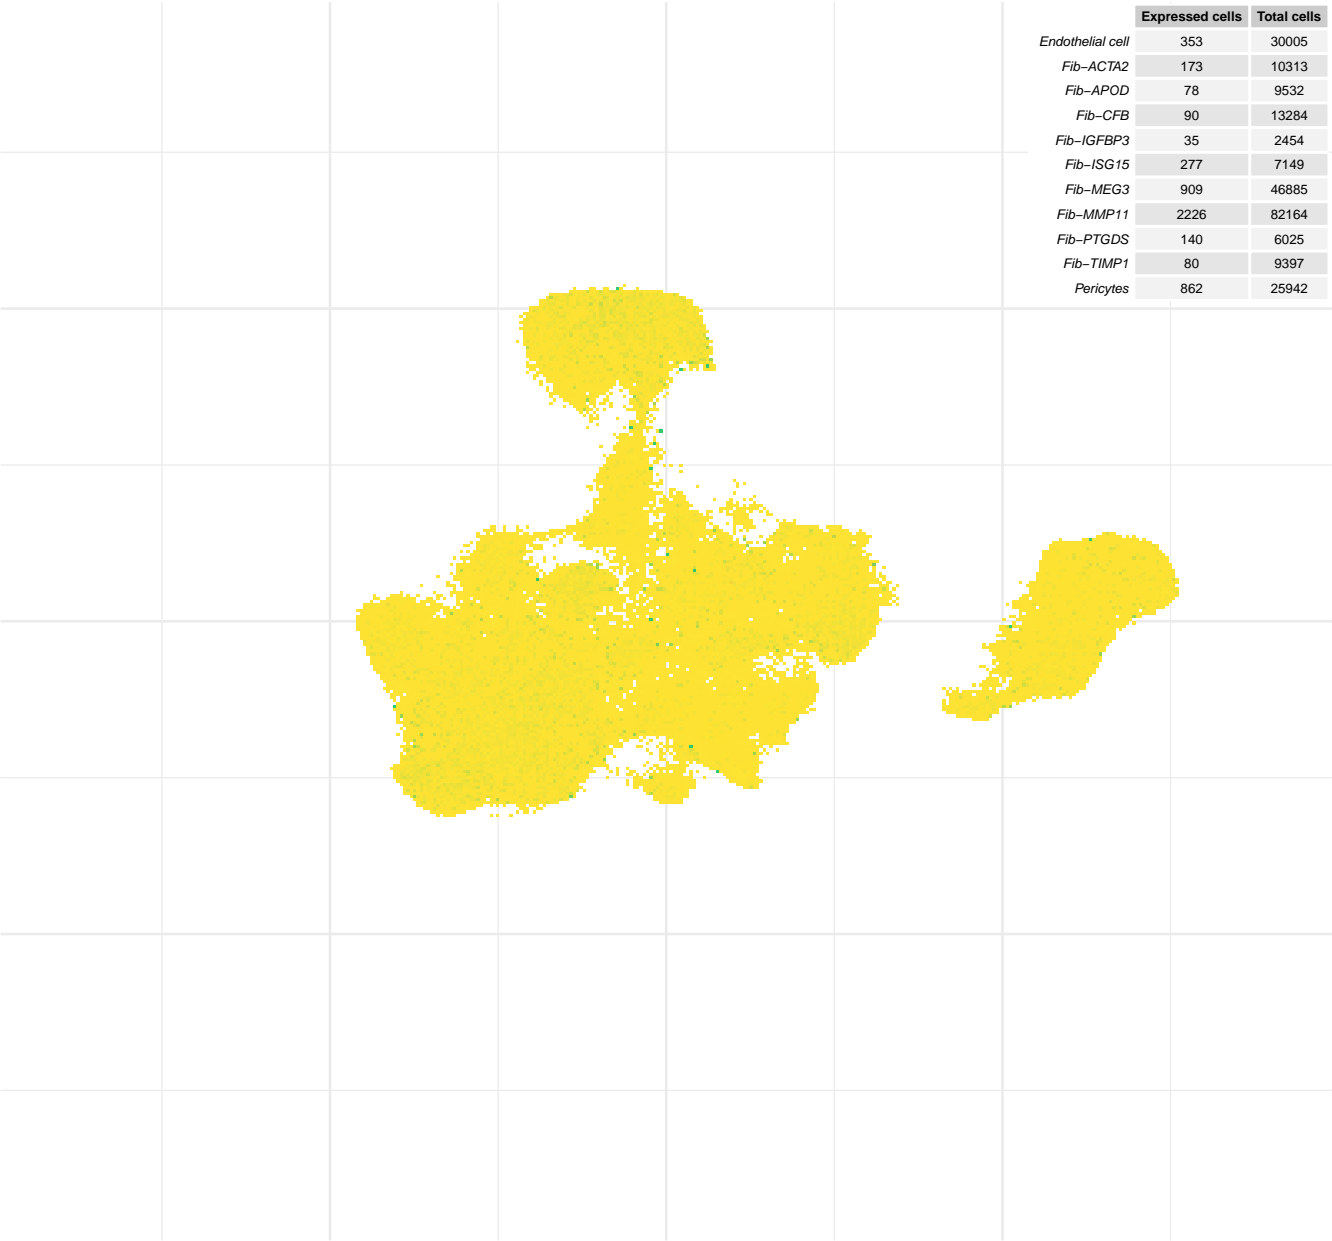 Expressed cells Total cells
Endothelial cell 353 30005
Fib−ACTA2 173 10313
Fib−APOD 78 9532
Fib−CFB 90 13284
Fib−IGFBP3 35 2454
Fib−ISG15 277 7149
Fib−MEG3 909 46885
Fib−MMP11 2226 82164
Fib−PTGDS 140 6025
Fib−TIMP1 80 9397
Pericytes 862 25942